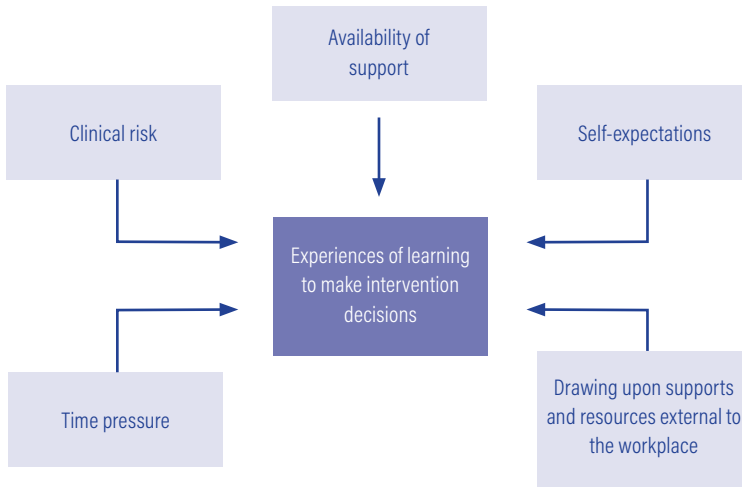 Availability of
support
Clinical risk
Self-expectations
Experiences of learning
to make intervention
decisions
Time pressure
Drawing upon supports
and resources external to
the workplace